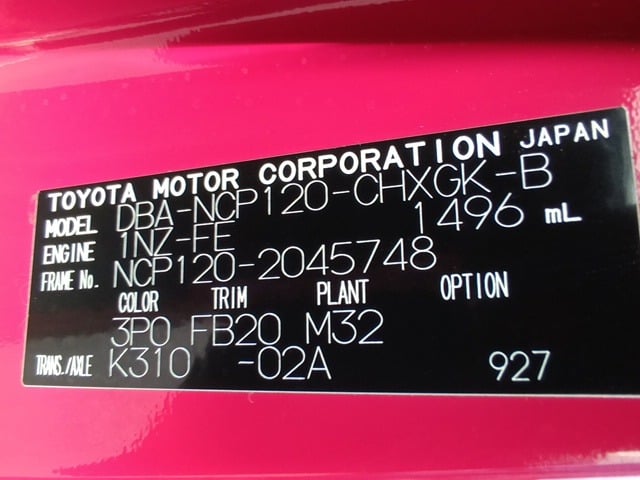 TOYOTA MOTOR CORPORATION JAPAN
MODEL DBA-NCP120-CHXGK-B
ENGINE 1NZ-FE 1496 mL
FRAME No. NCP120-2045748
COLOR TRIM PLANT OPTION
3P0 FB20 M32
TRANS./AXLE K310 -02A 927